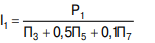 I₁ = P₁ / (П₃ + 0,5П₅ + 0,1П₇)